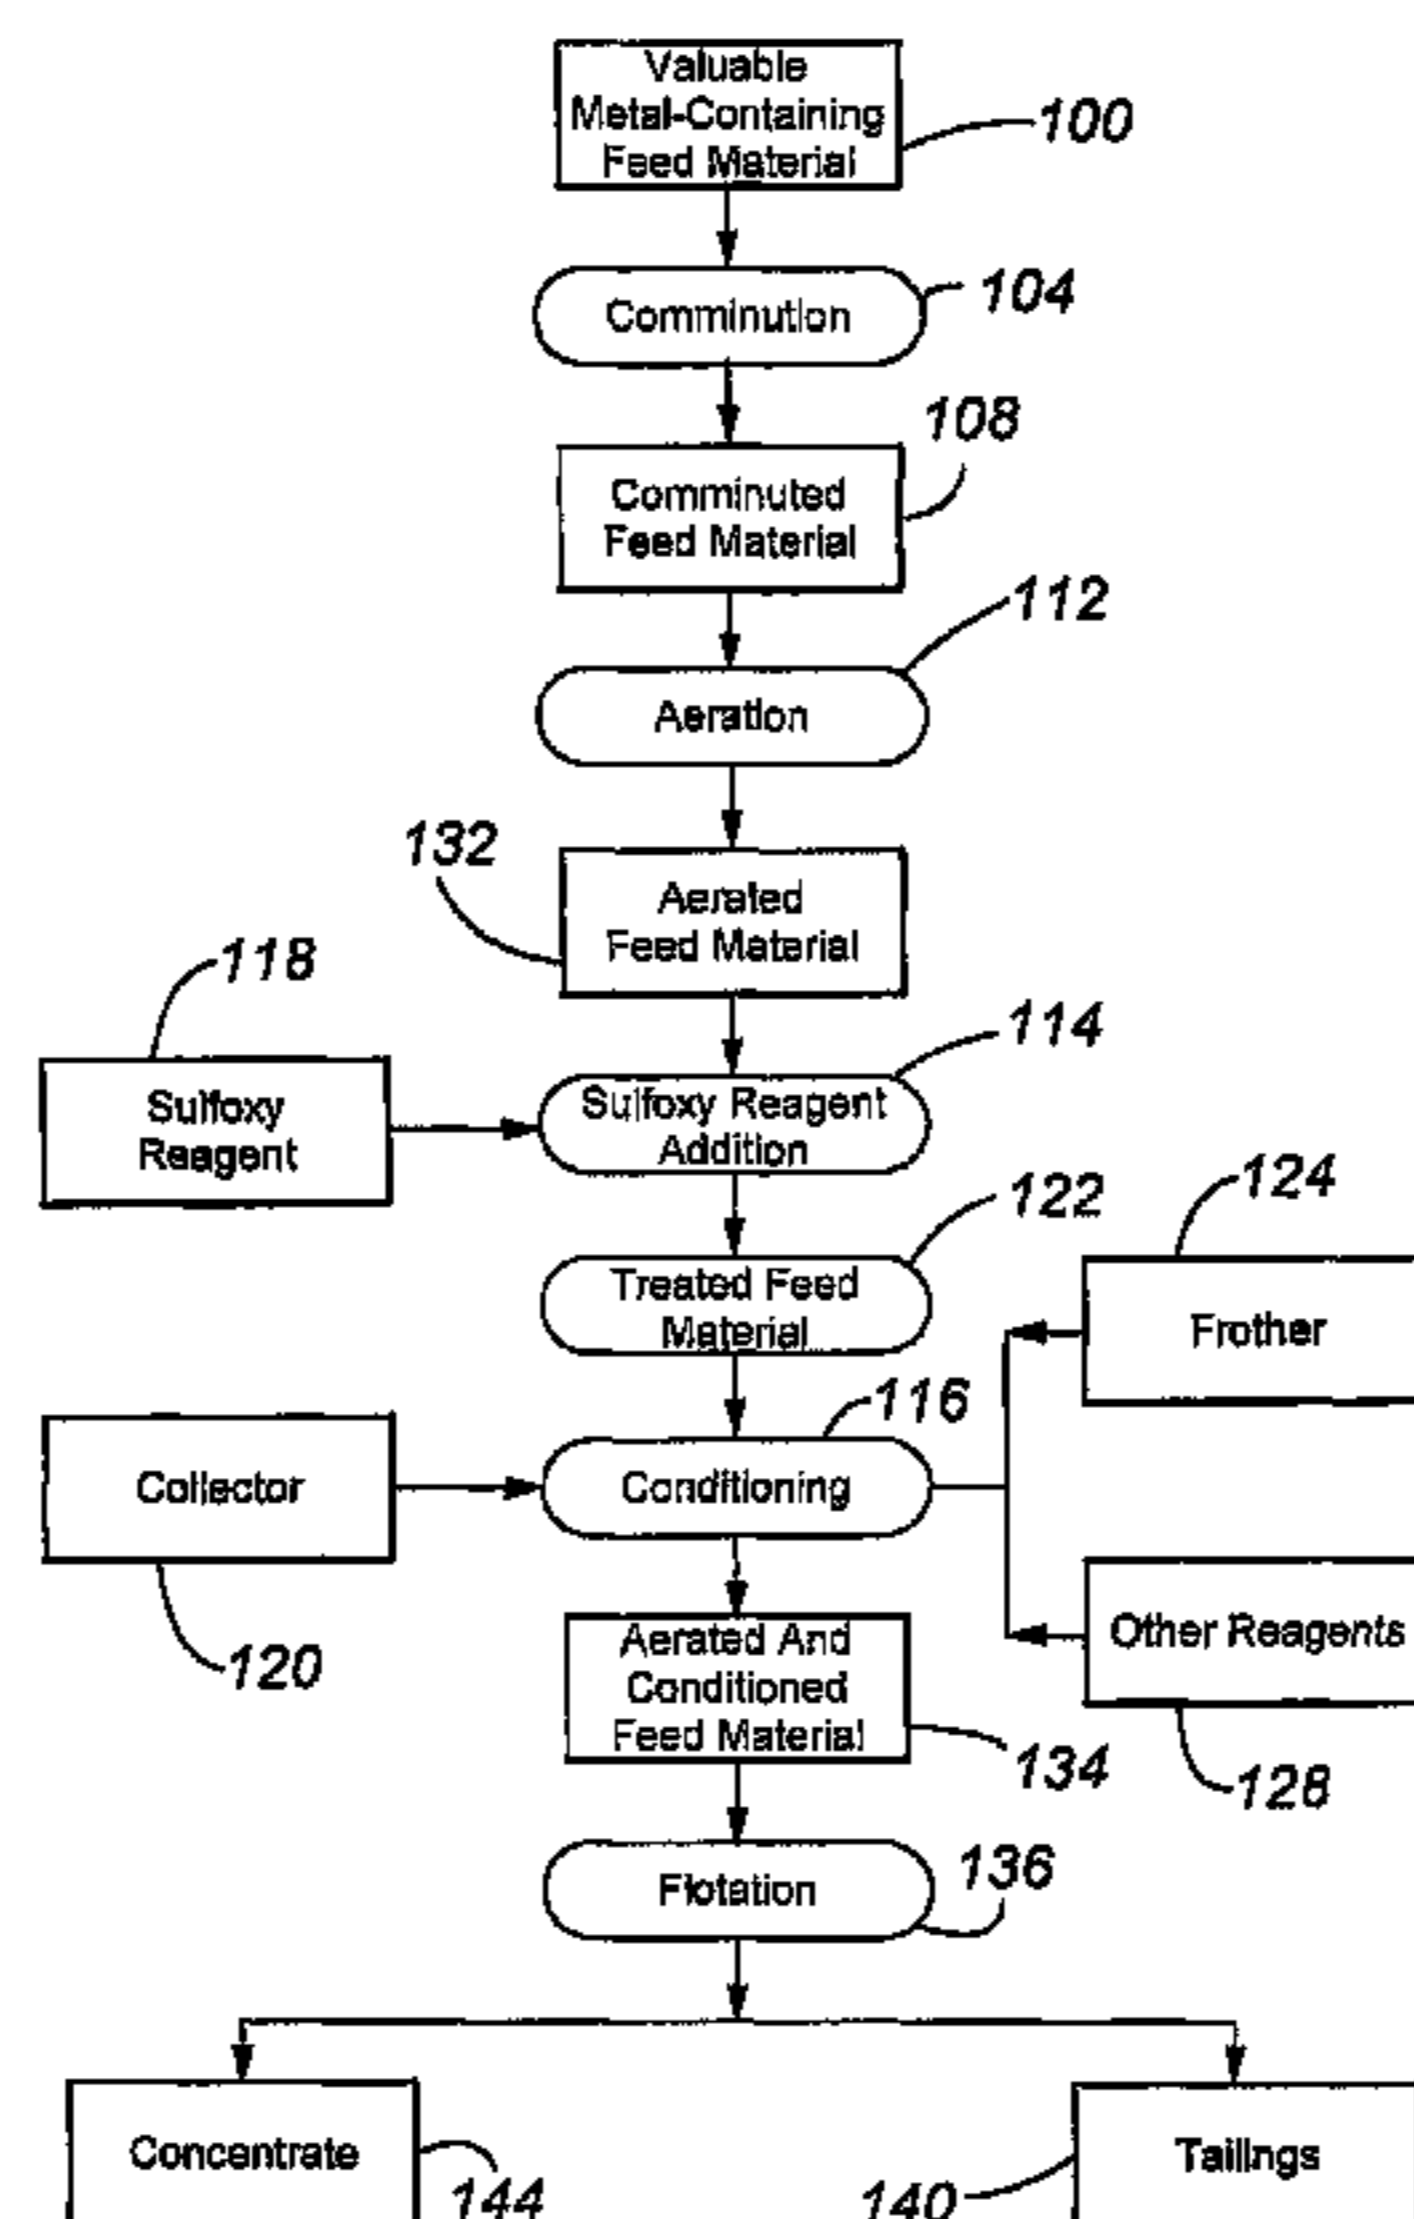 Valuable
Metal-Containing
Feed Material
100
Comminution
104
108
Comminuted
Feed Material
112
Aeration
132
Aerated
Feed Material
118
114
Sulfoxy
Reagent
Sulfoxy Reagent
Addition
122
124
Treated Feed
Material
Frother
116
Collector
Conditioning
120
Aerated And
Conditioned
Feed Material
Other Reagents
134
128
Flotation
136
Concentrate
144
Tailings
140